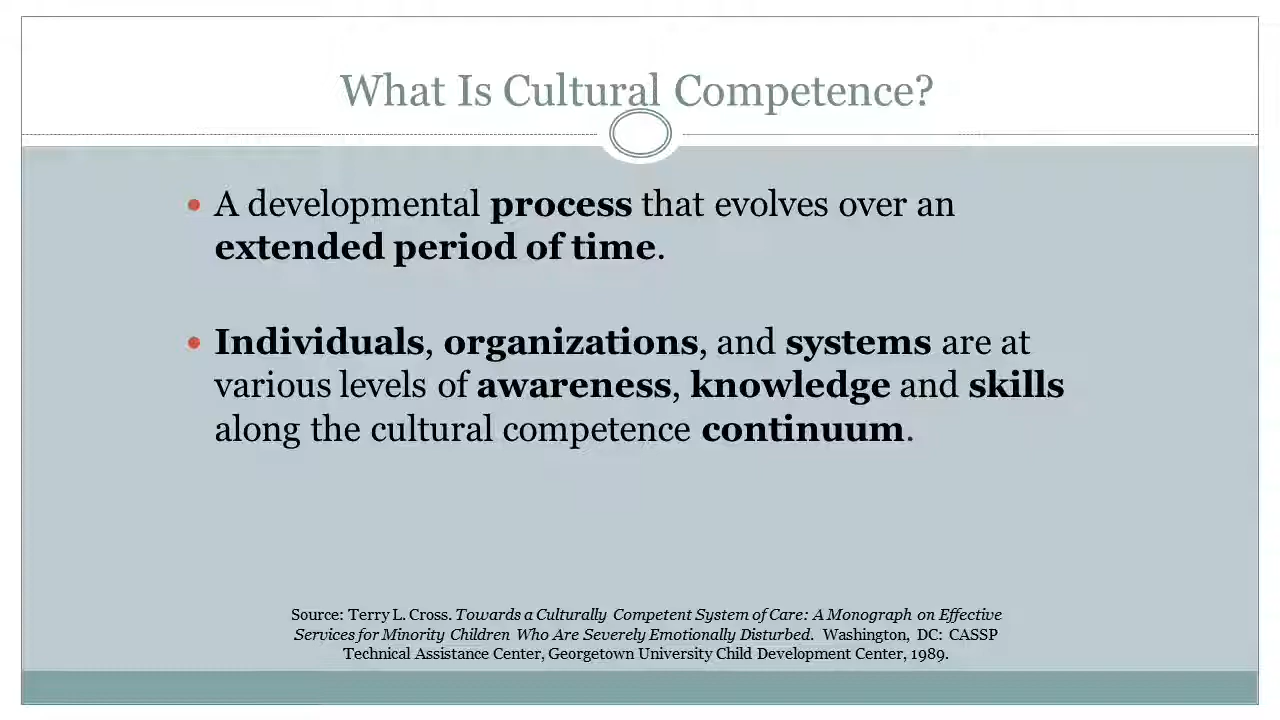 What Is Cultural Competence?
• A developmental process that evolves over an
extended period of time.
• Individuals, organizations, and systems are at
various levels of awareness, knowledge and skills
along the cultural competence continuum.
Source: Terry L. Cross. Towards a Culturally Competent System of Care: A Monograph on Effective
Services for Minority Children Who Are Severely Emotionally Disturbed. Washington, DC: CASSP
Technical Assistance Center, Georgetown University Child Development Center, 1989.